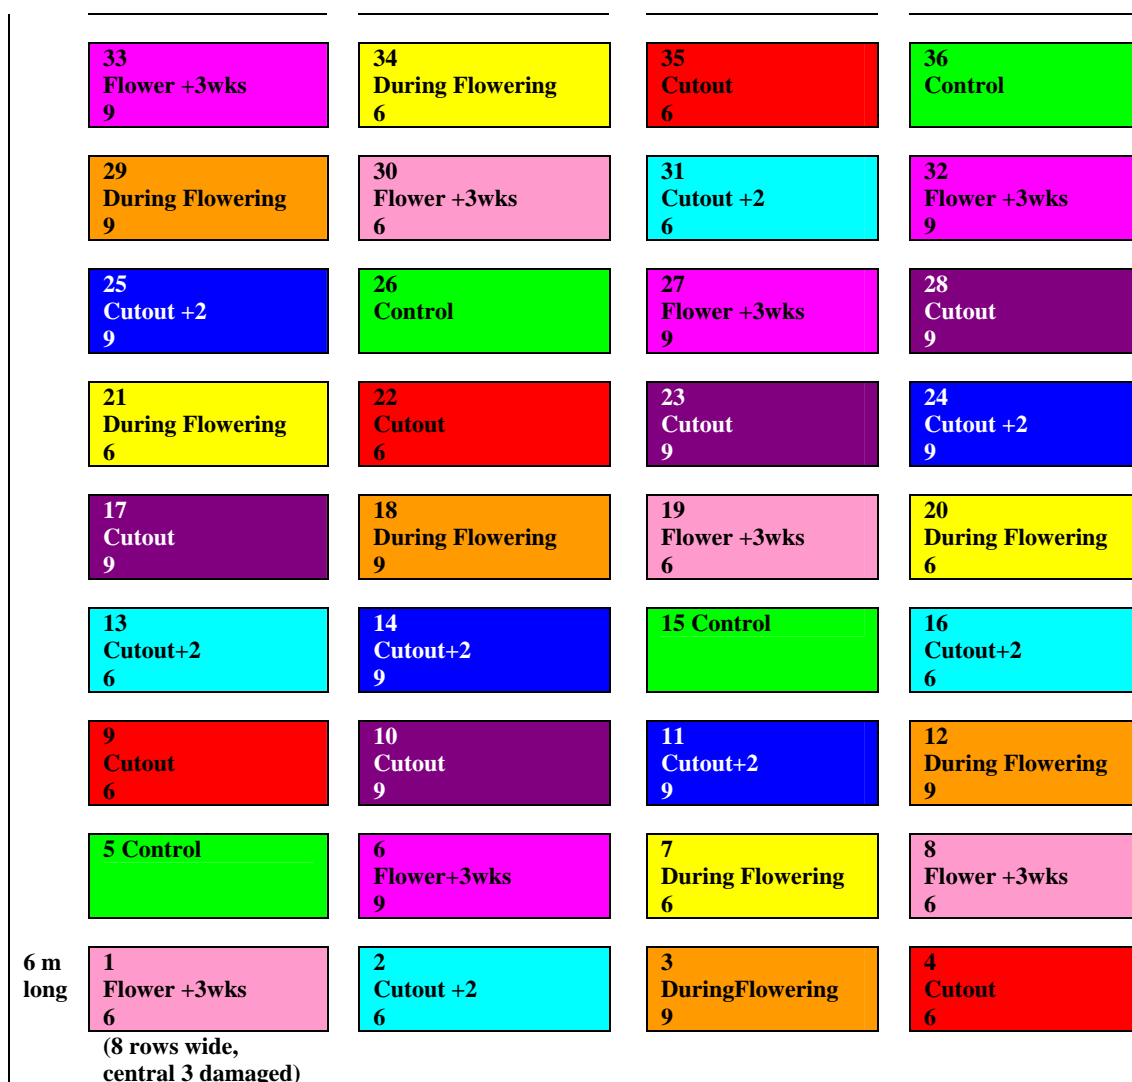 33
Flower +3wks
9
34
During Flowering
6
35
Cutout
6
36
Control
29
During Flowering
9
30
Flower +3wks
6
31
Cutout +2
6
32
Flower +3wks
9
25
Cutout +2
9
26
Control
27
Flower +3wks
9
28
Cutout
9
21
During Flowering
6
22
Cutout
6
23
Cutout
9
24
Cutout +2
9
17
Cutout
9
18
During Flowering
9
19
Flower +3wks
6
20
During Flowering
6
13
Cutout+2
6
14
Cutout+2
9
15 Control
16
Cutout+2
6
9
Cutout
6
10
Cutout
9
11
Cutout+2
9
12
During Flowering
9
5 Control
6
Flower+3wks
9
7
During Flowering
6
8
Flower +3wks
6
6 m
long
1
Flower +3wks
6
(8 rows wide,
central 3 damaged)
2
Cutout +2
6
3
DuringFlowering
9
4
Cutout
6